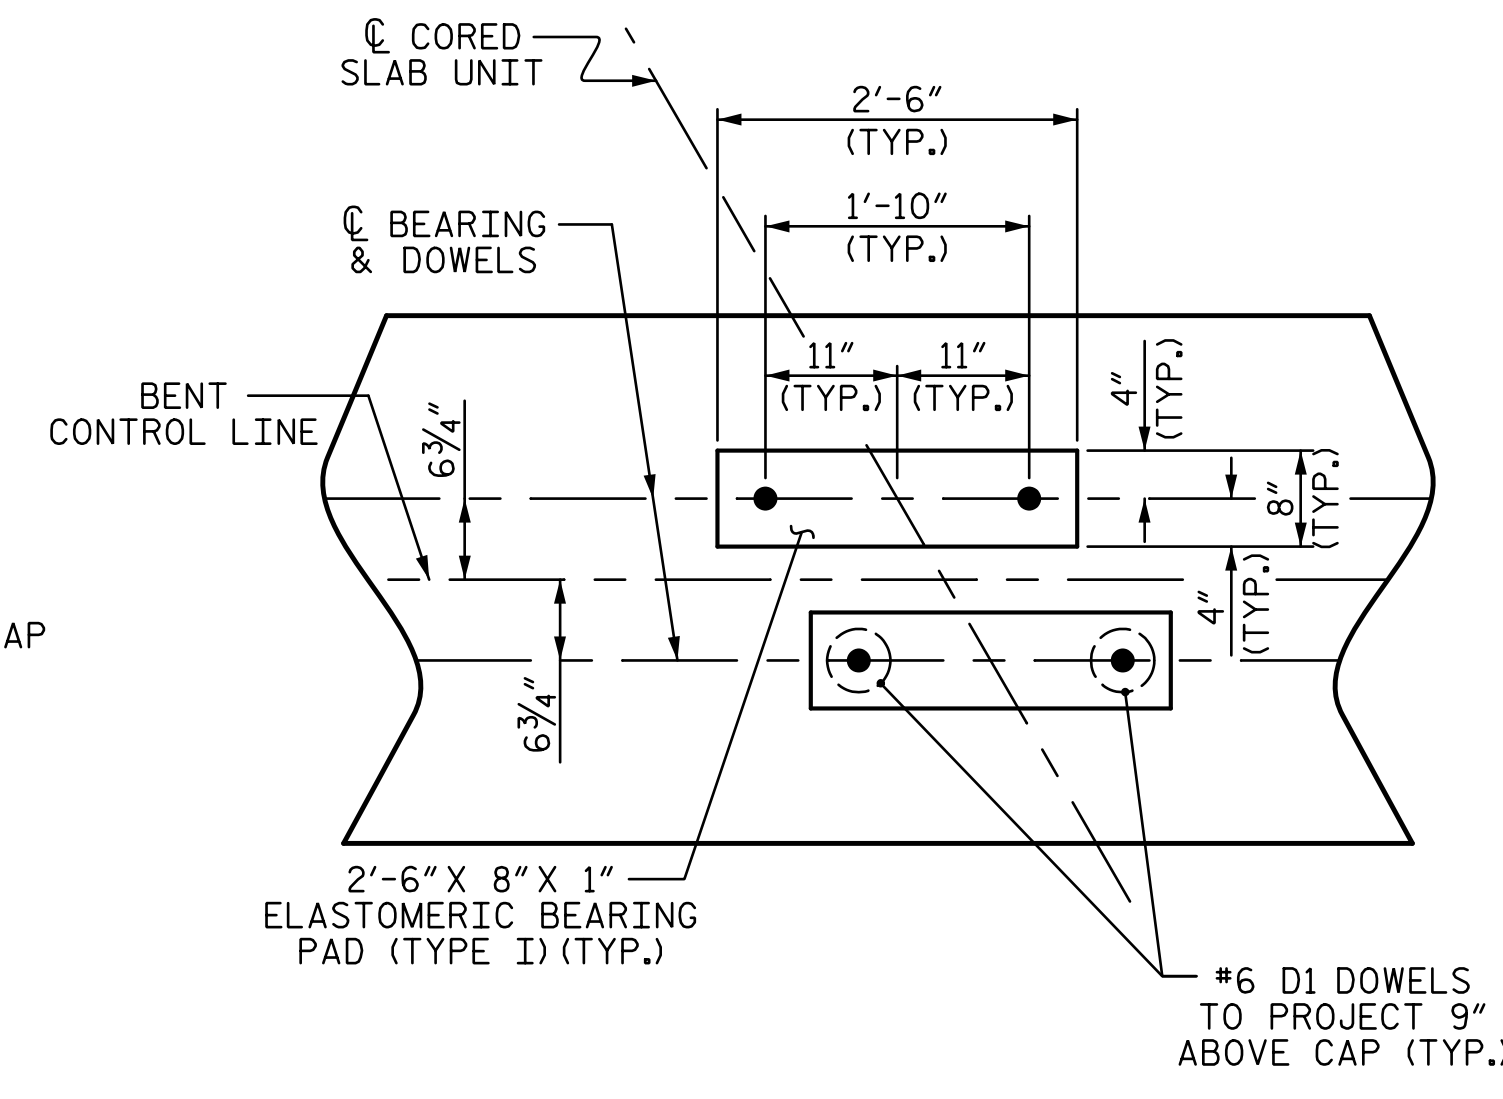 ℄ CORED
SLAB UNIT
2'-6"
(TYP.)
1'-10"
(TYP.)
℄ BEARING
& DOWELS
11"
(TYP.)
11"
(TYP.)
4"
(TYP.)
BENT
CONTROL LINE
6¾"
8"
(TYP.)
4"
(TYP.)
AP
6¾"
2'-6" X 8" X 1"
ELASTOMERIC BEARING
PAD (TYPE I)(TYP.)
#6 D1 DOWELS
TO PROJECT 9"
ABOVE CAP (TYP.)